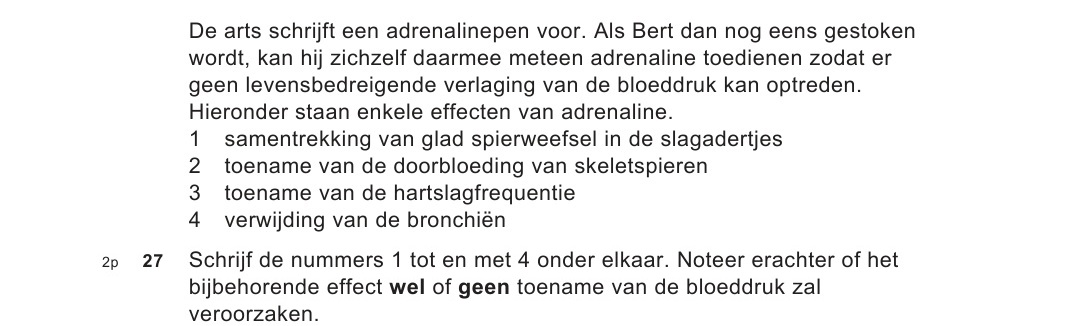 De arts schrijft een adrenalinepen voor. Als Bert dan nog eens gestoken
wordt, kan hij zichzelf daarmee meteen adrenaline toedienen zodat er
geen levensbedreigende verlaging van de bloeddruk kan optreden.
Hieronder staan enkele effecten van adrenaline.
1 samentrekking van glad spierweefsel in de slagadertjes
2 toename van de doorbloeding van skeletspieren
3 toename van de hartslagfrequentie
4 verwijding van de bronchiën
2p 27 Schrijf de nummers 1 tot en met 4 onder elkaar. Noteer erachter of het
bijbehorende effect wel of geen toename van de bloeddruk zal
veroorzaken.